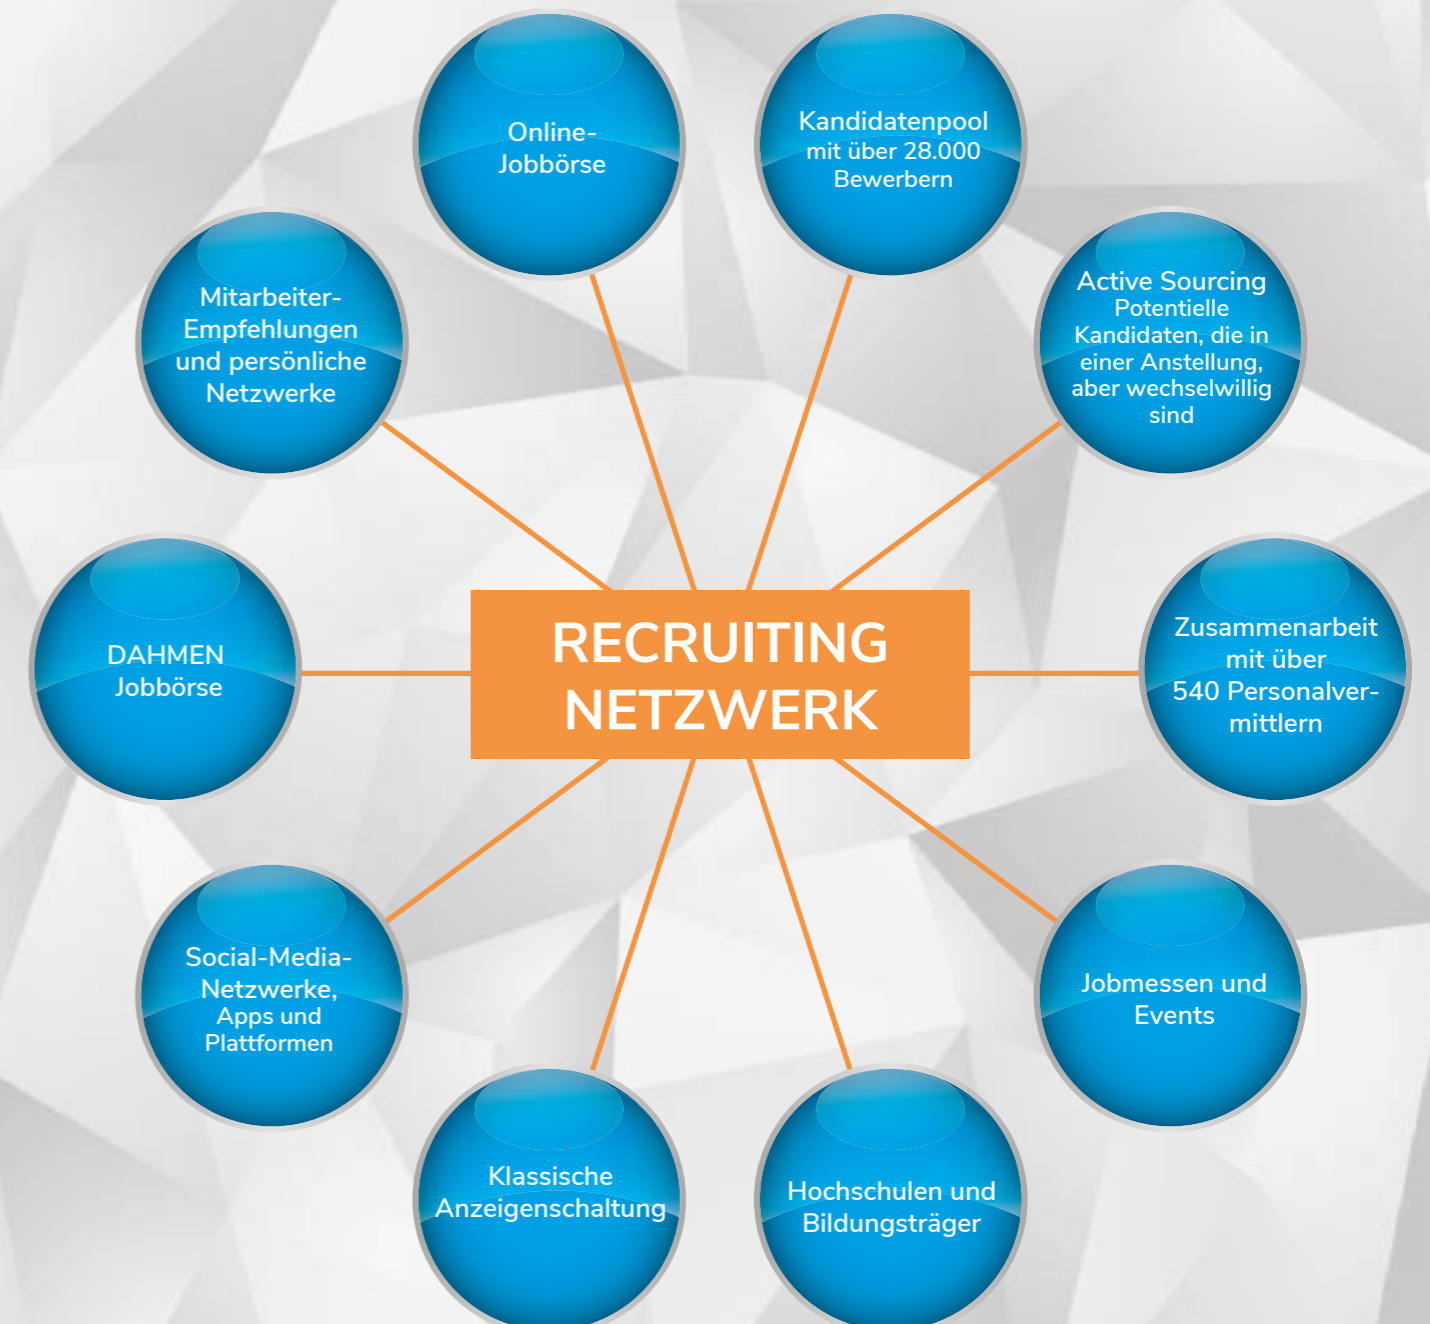 Online-
Jobbörse
Kandidatenpool
mit über 28.000
Bewerbern
Mitarbeiter-
Empfehlungen
und persönliche
Netzwerke
Active Sourcing
Potentielle
Kandidaten, die in
einer Anstellung,
aber wechselwillig
sind
DAHMEN
Jobbörse
RECRUITING
NETZWERK
Zusammenarbeit
mit über
540 Personalver-
mittlern
Social-Media-
Netzwerke,
Apps und
Plattformen
Jobmessen und
Events
Klassische
Anzeigenschaltung
Hochschulen und
Bildungsträger